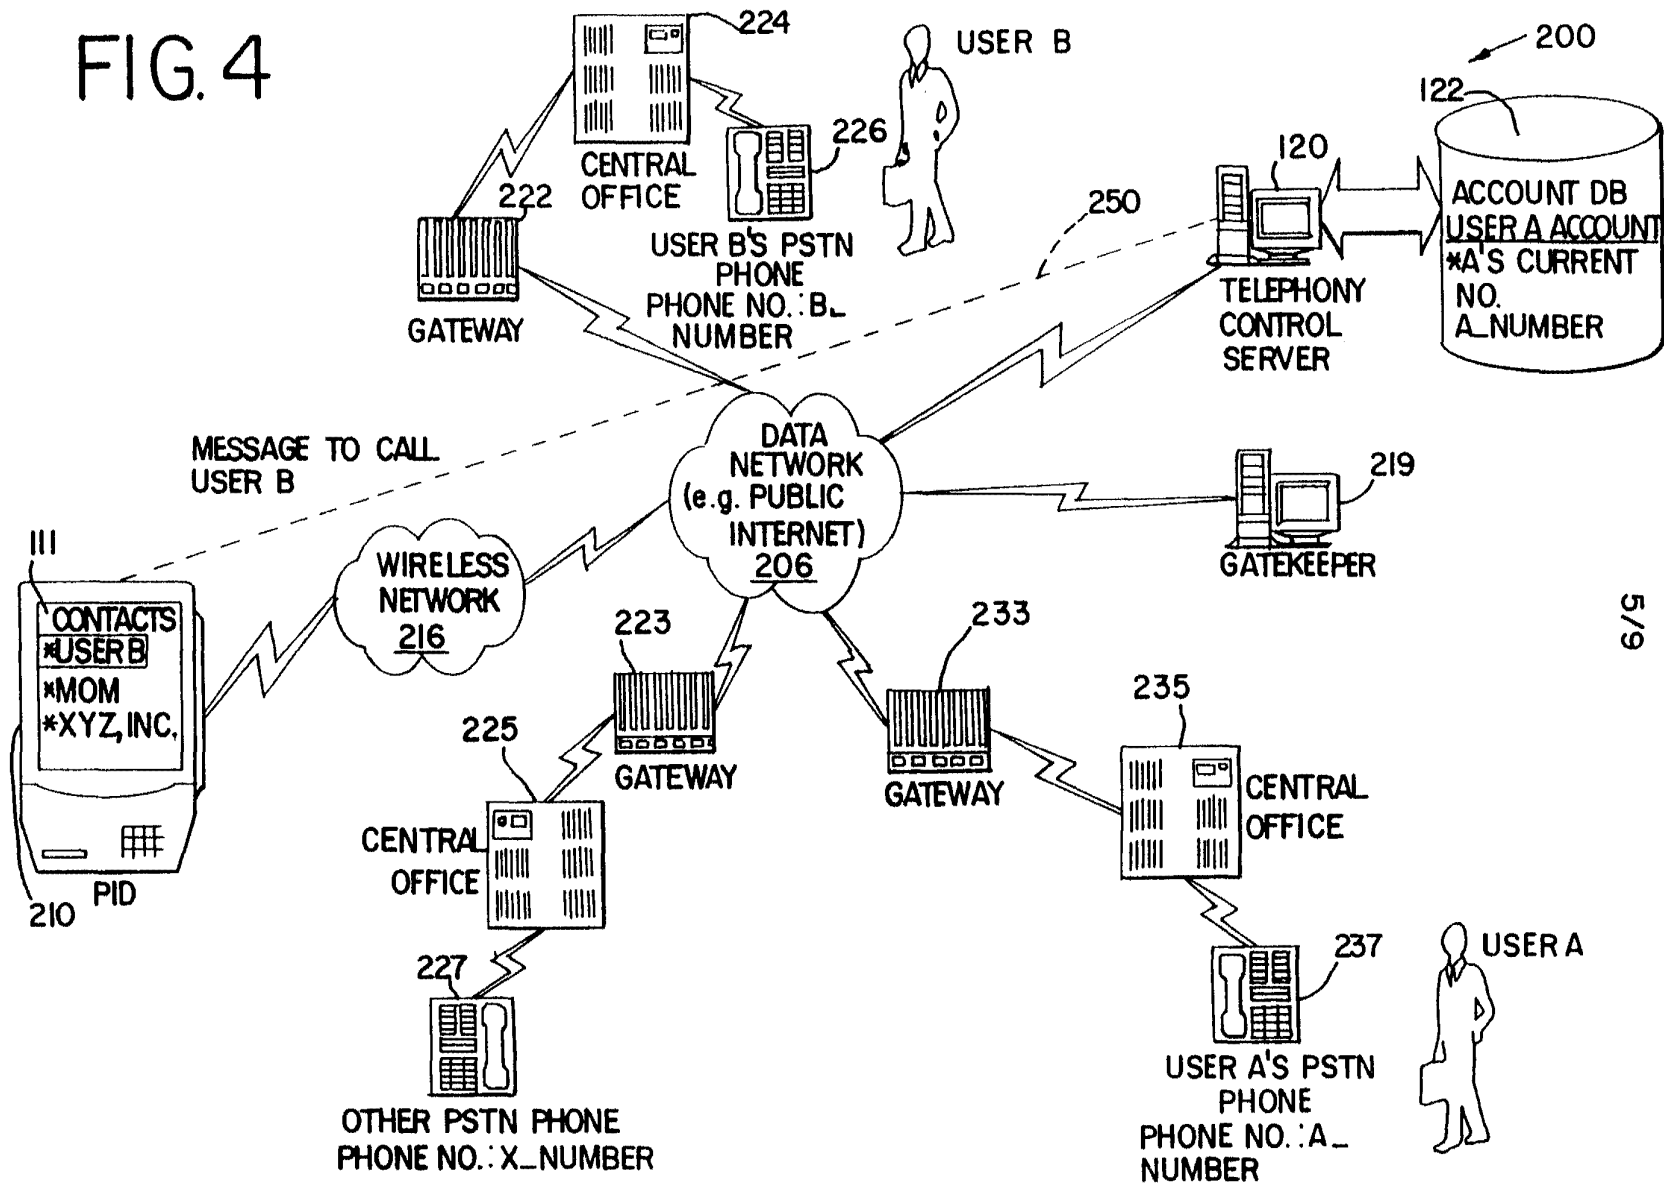 FIG. 4
224
USER B
200
122
226
120
CENTRAL
OFFICE
222
250
ACCOUNT DB
USER A ACCOUNT
*A'S CURRENT
NO.
A_NUMBER
USER B'S PSTN
PHONE
PHONE NO.: B_
NUMBER
GATEWAY
TELEPHONY
CONTROL
SERVER
MESSAGE TO CALL
USER B
DATA
NETWORK
(e.g. PUBLIC
INTERNET)
206
219
GATEKEEPER
111
CONTACTS
*USER B
*MOM
*XYZ, INC.
WIRELESS
NETWORK
216
223
233
5/9
225
GATEWAY
GATEWAY
235
CENTRAL
OFFICE
CENTRAL
OFFICE
PID
210
227
237
USER A
OTHER PSTN PHONE
PHONE NO.: X_NUMBER
USER A'S PSTN
PHONE
PHONE NO.: A_
NUMBER